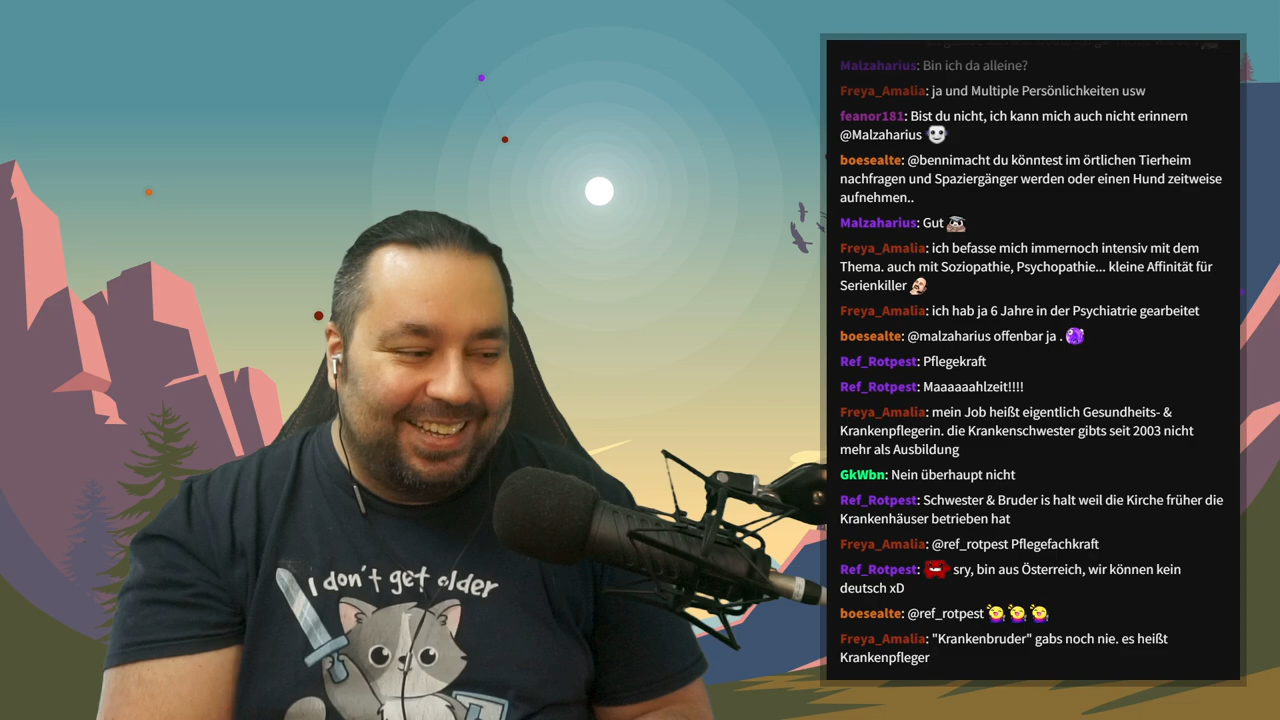 Malzaharius: Bin ich da alleine?
Freya_Amalia: ja und Multiple Persönlichkeiten usw
feanor181: Bist du nicht, ich kann mich auch nicht erinnern
@Malzaharius
boesealte: @bennimacht du könntest im örtlichen Tierheim
nachfragen und Spaziergänger werden oder einen Hund zeitweise
aufnehmen..
Malzaharius: Gut
Freya_Amalia: ich befasse mich immernoch intensiv mit dem
Thema. auch mit Soziopathie, Psychopathie... kleine Affinität für
Serienkiller
Freya_Amalia: ich hab ja 6 Jahre in der Psychiatrie gearbeitet
boesealte: @malzaharius offenbar ja .
Ref_Rotpest: Pflegekraft
Ref_Rotpest: Maaaaaahlzeit!!!!
Freya_Amalia: mein Job heißt eigentlich Gesundheits- &
Krankenpflegerin. die Krankenschwester gibts seit 2003 nicht
mehr als Ausbildung
GkWbn: Nein überhaupt nicht
Ref_Rotpest: Schwester & Bruder is halt weil die Kirche früher die
Krankenhäuser betrieben hat
Freya_Amalia: @ref_rotpest Pflegefachkraft
Ref_Rotpest: sry, bin aus Österreich, wir können kein
deutsch xD
boesealte: @ref_rotpest
Freya_Amalia: "Krankenbruder" gabs noch nie. es heißt
Krankenpfleger
I don't get older